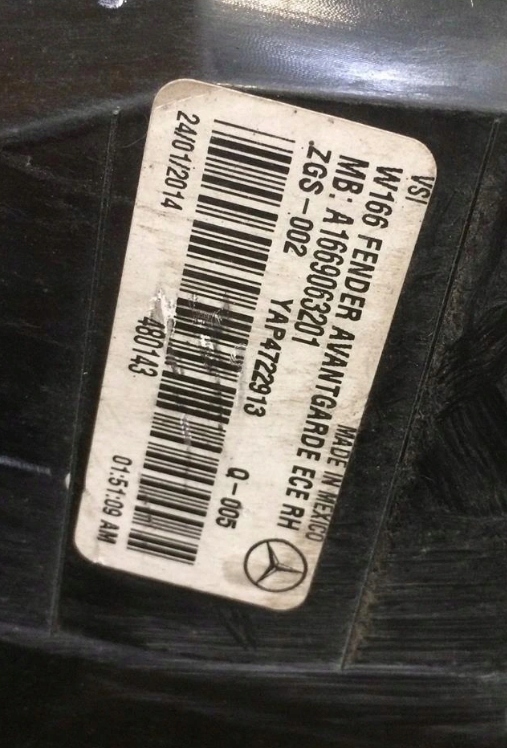 VSI MADE IN MEXICO
W166 FENDER AVANTGARDE ECE RH
MB: A1669063201
ZGS-002 YAP4722913 Q-005
24/01/2014 480143 01:51:09 AM